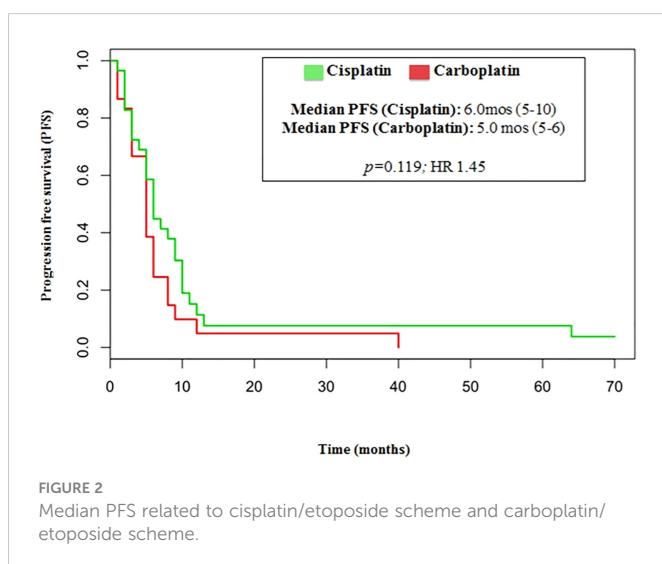 Cisplatin Carboplatin
Median PFS (Cisplatin): 6.0mos (5-10)
Median PFS (Carboplatin): 5.0 mos (5-6)
p=0.119; HR 1.45
Progression free survival (PFS)
1.0
0.8
0.6
0.4
0.2
0.0
0 10 20 30 40 50 60 70
Time (months)
FIGURE 2
Median PFS related to cisplatin/etoposide scheme and carboplatin/
etoposide scheme.